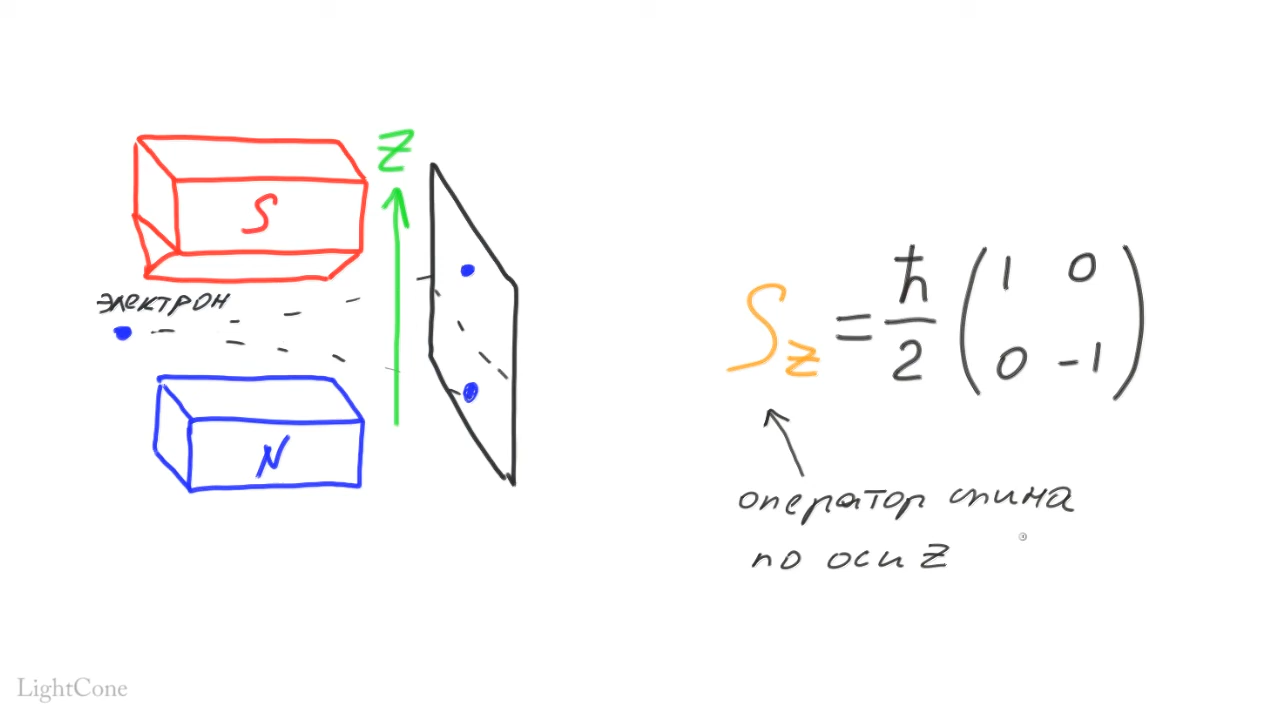 Z
S
электрон
N
S_z = ħ/2 (1 0
0 -1)
оператор спина
по оси z
LightCone